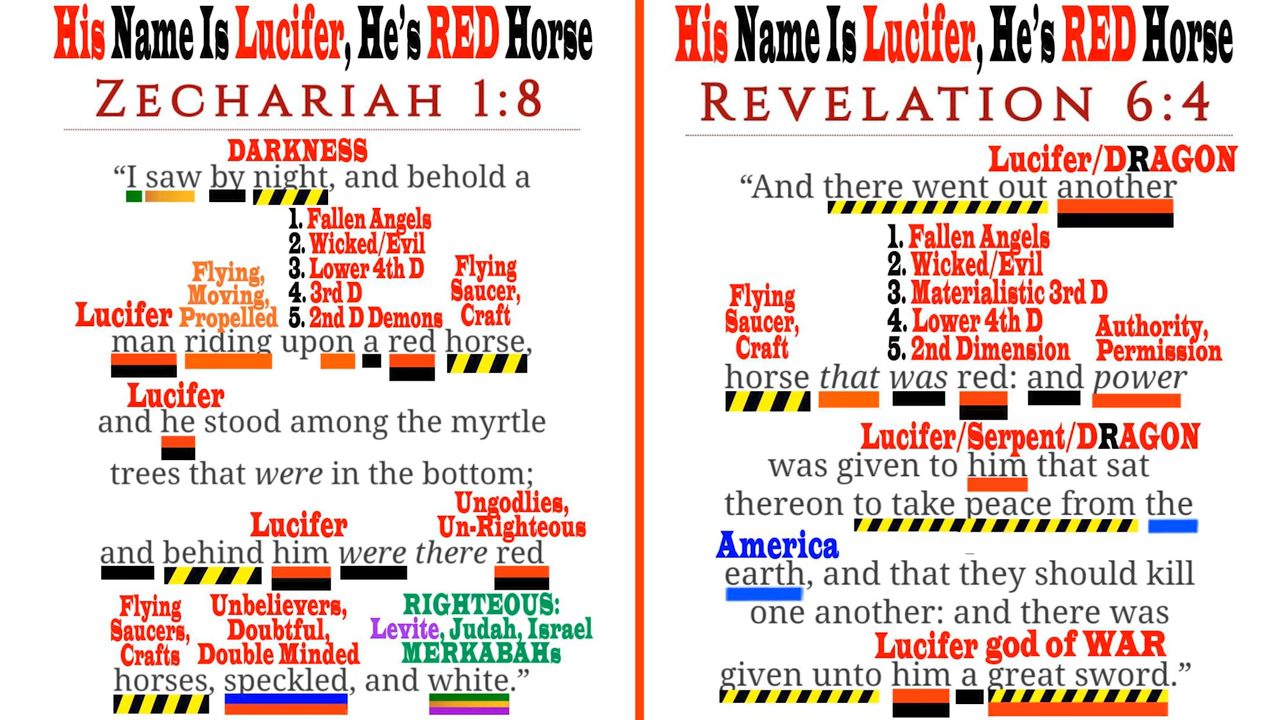 His Name Is Lucifer, He's RED Horse
ZECHARIAH 1:8
DARKNESS
“I saw by night, and behold a
1. Fallen Angels
2. Wicked/Evil
3. Lower 4th D
4. 3rd D
5. 2nd D Demons
Flying,
Moving,
Propelled
Flying
Saucer,
Craft
Lucifer
man riding upon a red horse,
Lucifer
and he stood among the myrtle
trees that were in the bottom;
Ungodlies,
Un-Righteous
Lucifer
and behind him were there red
Flying
Saucers,
Crafts
Unbelievers,
Doubtful,
Double Minded
RIGHTEOUS:
Levite, Judah, Israel
MERKABAHs
horses, speckled, and white.”
His Name Is Lucifer, He's RED Horse
REVELATION 6:4
Lucifer/DRAGON
“And there went out another
1. Fallen Angels
2. Wicked/Evil
3. Materialistic 3rd D
4. Lower 4th D
5. 2nd Dimension
Flying
Saucer,
Craft
Authority,
Permission
horse that was red: and power
Lucifer/Serpent/DRAGON
was given to him that sat
thereon to take peace from the
America
earth, and that they should kill
one another: and there was
Lucifer god of WAR
given unto him a great sword.”